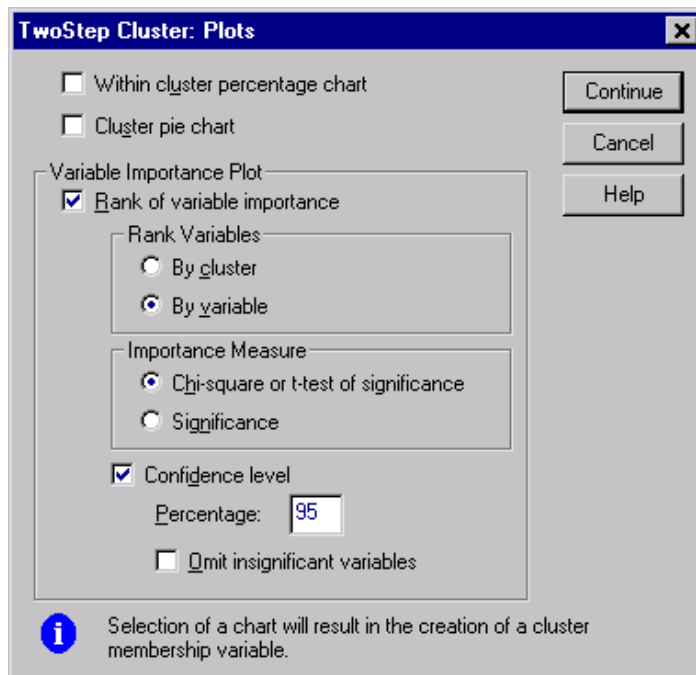 TwoStep Cluster: Plots
Within cluster percentage chart
Cluster pie chart
Continue
Cancel
Help
Variable Importance Plot
Rank of variable importance
Rank Variables
By cluster
By variable
Importance Measure
Chi-square or t-test of significance
Significance
Confidence level
Percentage: 95
Omit insignificant variables
Selection of a chart will result in the creation of a cluster
membership variable.